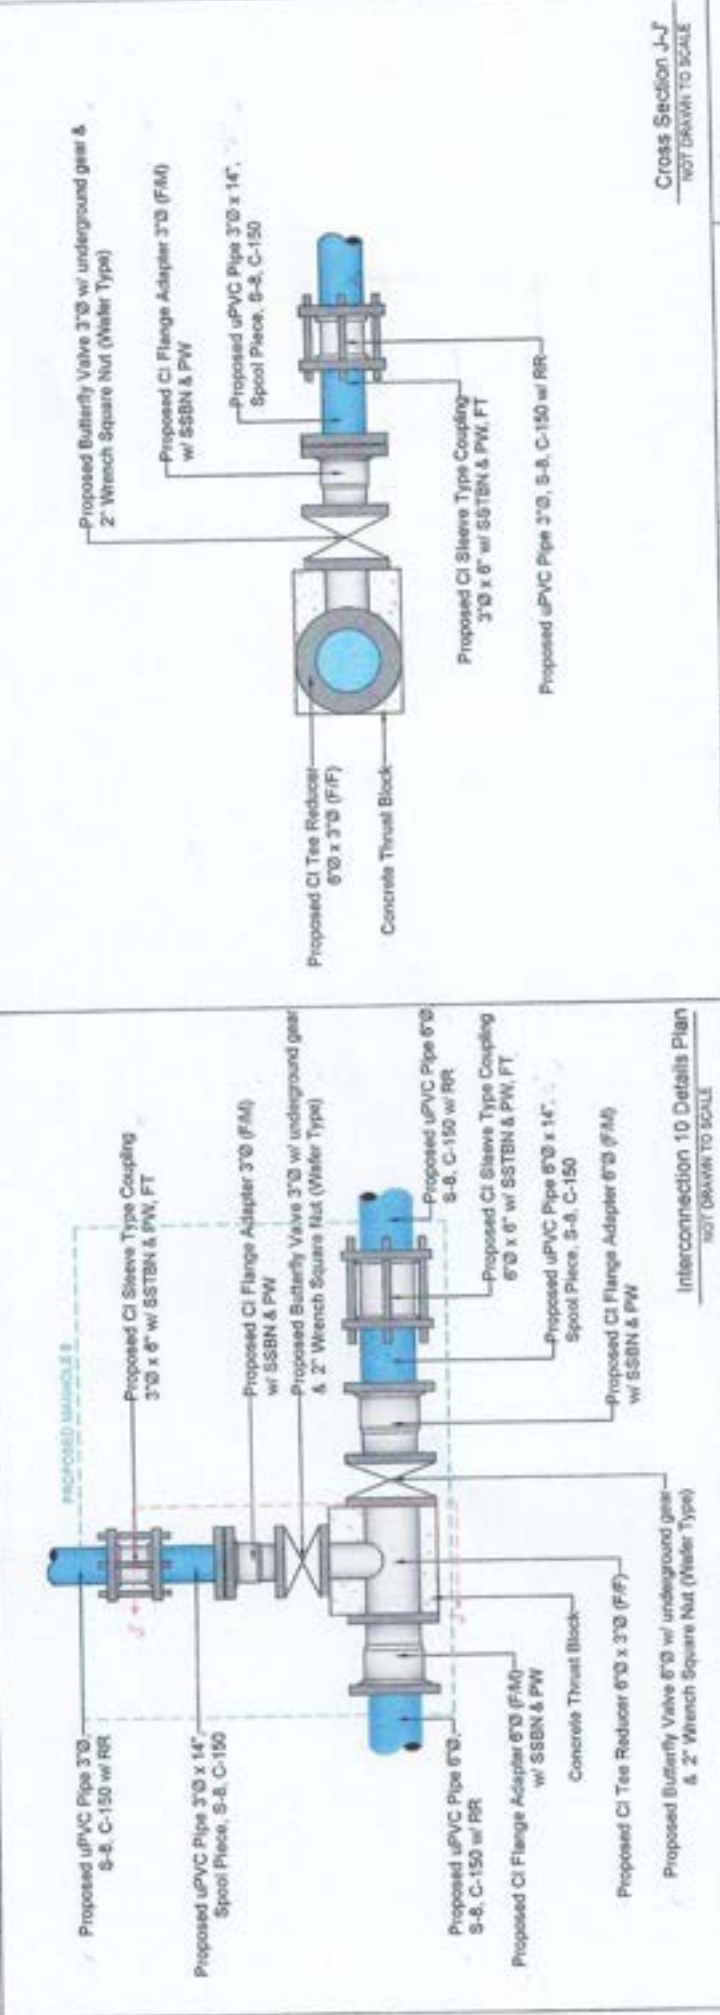 PROPOSED MANHOLE B
Proposed uPVC Pipe 3"Ø,
S-8, C-150 w/ RR
Proposed uPVC Pipe 3"Ø x 14",
Spool Piece, S-8, C-150
Proposed CI Sleeve Type Coupling
3"Ø x 6" w/ SSTBN & PW, FT
Proposed CI Flange Adapter 3"Ø (F/M)
w/ SSBN & PW
Proposed Butterfly Valve 3"Ø w/ underground gear
& 2" Wrench Square Nut (Wafer Type)
J
J'
Proposed uPVC Pipe 6"Ø,
S-8, C-150 w/ RR
Proposed CI Flange Adapter 6"Ø (F/M)
w/ SSBN & PW
Concrete Thrust Block
Proposed CI Tee Reducer 6"Ø x 3"Ø (F/F)
Proposed Butterfly Valve 6"Ø w/ underground gear
& 2" Wrench Square Nut (Wafer Type)
Proposed uPVC Pipe 6"Ø,
S-8, C-150 w/ RR
Proposed CI Sleeve Type Coupling
6"Ø x 6" w/ SSTBN & PW, FT
Proposed uPVC Pipe 6"Ø x 14",
Spool Piece, S-8, C-150
Proposed CI Flange Adapter 6"Ø (F/M)
w/ SSBN & PW
Interconnection 10 Details Plan
NOT DRAWN TO SCALE
Proposed Butterfly Valve 3"Ø w/ underground gear &
2" Wrench Square Nut (Wafer Type)
Proposed CI Flange Adapter 3"Ø (F/M)
w/ SSBN & PW
Proposed uPVC Pipe 3"Ø x 14",
Spool Piece, S-8, C-150
Proposed CI Tee Reducer
6"Ø x 3"Ø (F/F)
Concrete Thrust Block
Proposed CI Sleeve Type Coupling
3"Ø x 6" w/ SSTBN & PW, FT
Proposed uPVC Pipe 3"Ø, S-8, C-150 w/ RR
Cross Section J-J'
NOT DRAWN TO SCALE